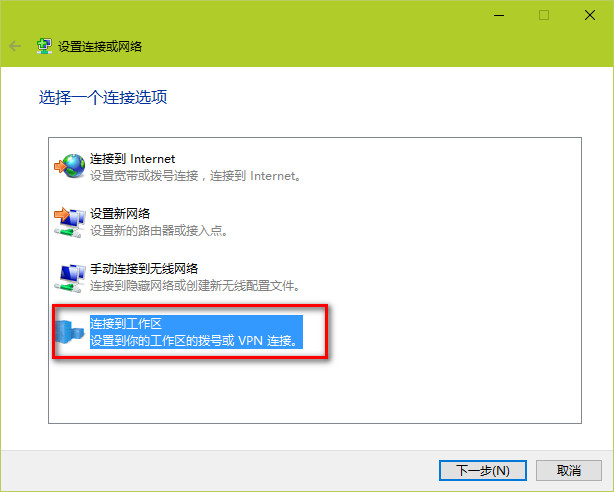 设置连接或网络
选择一个连接选项
连接到 Internet
设置宽带或拨号连接，连接到 Internet。
设置新网络
设置新的路由器或接入点。
手动连接到无线网络
连接到隐藏网络或创建新无线配置文件。
连接到工作区
设置到你的工作区的拨号或 VPN 连接。
下一步(N)
取消